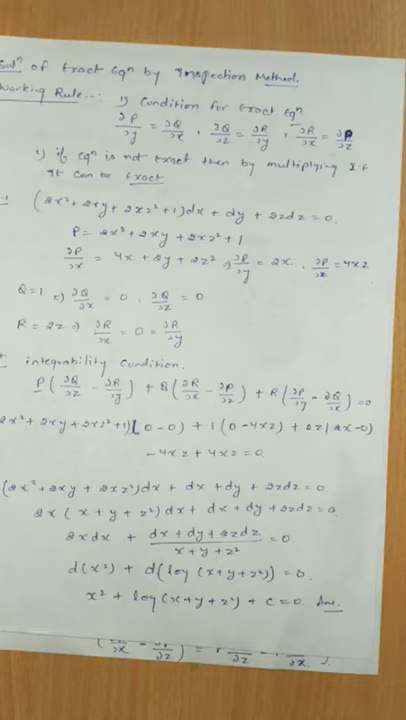 Solⁿ of Exact Eqⁿ by Inspection Method.
Working Rule...: 1) Condition for Exact Eqⁿ
∂P/∂y = ∂Q/∂x , ∂Q/∂z = ∂R/∂y , ∂R/∂x = ∂P/∂z
1) if Eqⁿ is not Exact then by multiplying I.F
It can be Exact
(2x²+2xy+2xz²+1)dx + dy + 2zdz = 0.
P = 2x²+2xy+2xz²+1
∂P/∂x = 4x+2y+2z² ⇒ ∂P/∂y = 2x , ∂P/∂z = 4xz
Q=1 ⇒ ∂Q/∂x = 0 , ∂Q/∂z = 0
R = 2z ⇒ ∂R/∂x = 0 = ∂R/∂y
integrability Condition.
P(∂Q/∂z - ∂R/∂y) + Q(∂R/∂x - ∂P/∂z) + R(∂P/∂y - ∂Q/∂x) = 0
2x²+2xy+2xz²+1)[0-0) + 1(0-4xz) + 2z(2x-0)
-4xz+4xz=0
(2x²+2xy+2xz²)dx + dx + dy + 2zdz = 0
2x(x+y+z²)dx + dx + dy + 2zdz = 0
2xdx + (dx+dy+2zdz)/(x+y+z²) = 0.
d(x²) + d(log(x+y+z²)) = 0.
x² + log(x+y+z²) + C = 0. Ans.